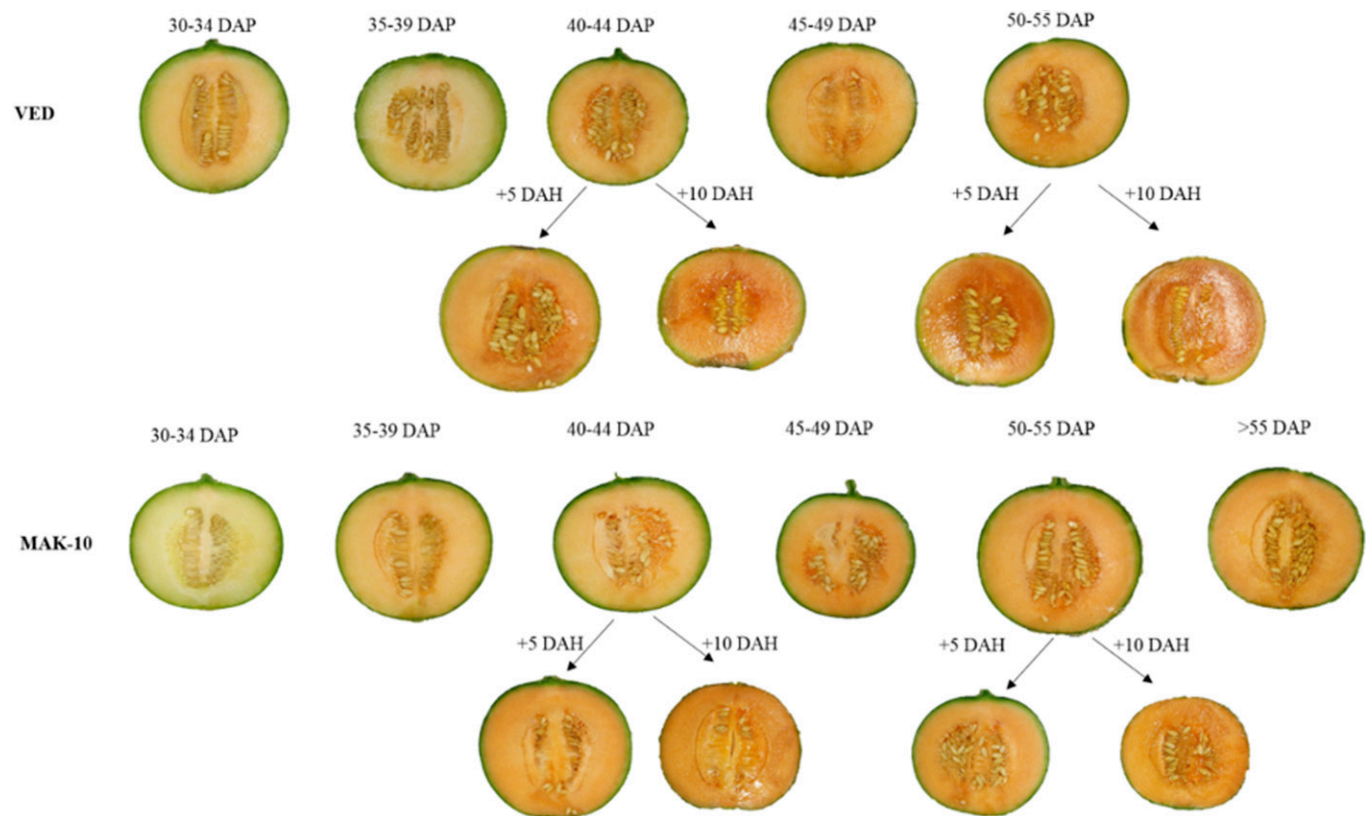 30-34 DAP 35-39 DAP 40-44 DAP 45-49 DAP 50-55 DAP
VED
+5 DAH +10 DAH +5 DAH +10 DAH
30-34 DAP 35-39 DAP 40-44 DAP 45-49 DAP 50-55 DAP >55 DAP
MAK-10
+5 DAH +10 DAH +5 DAH +10 DAH